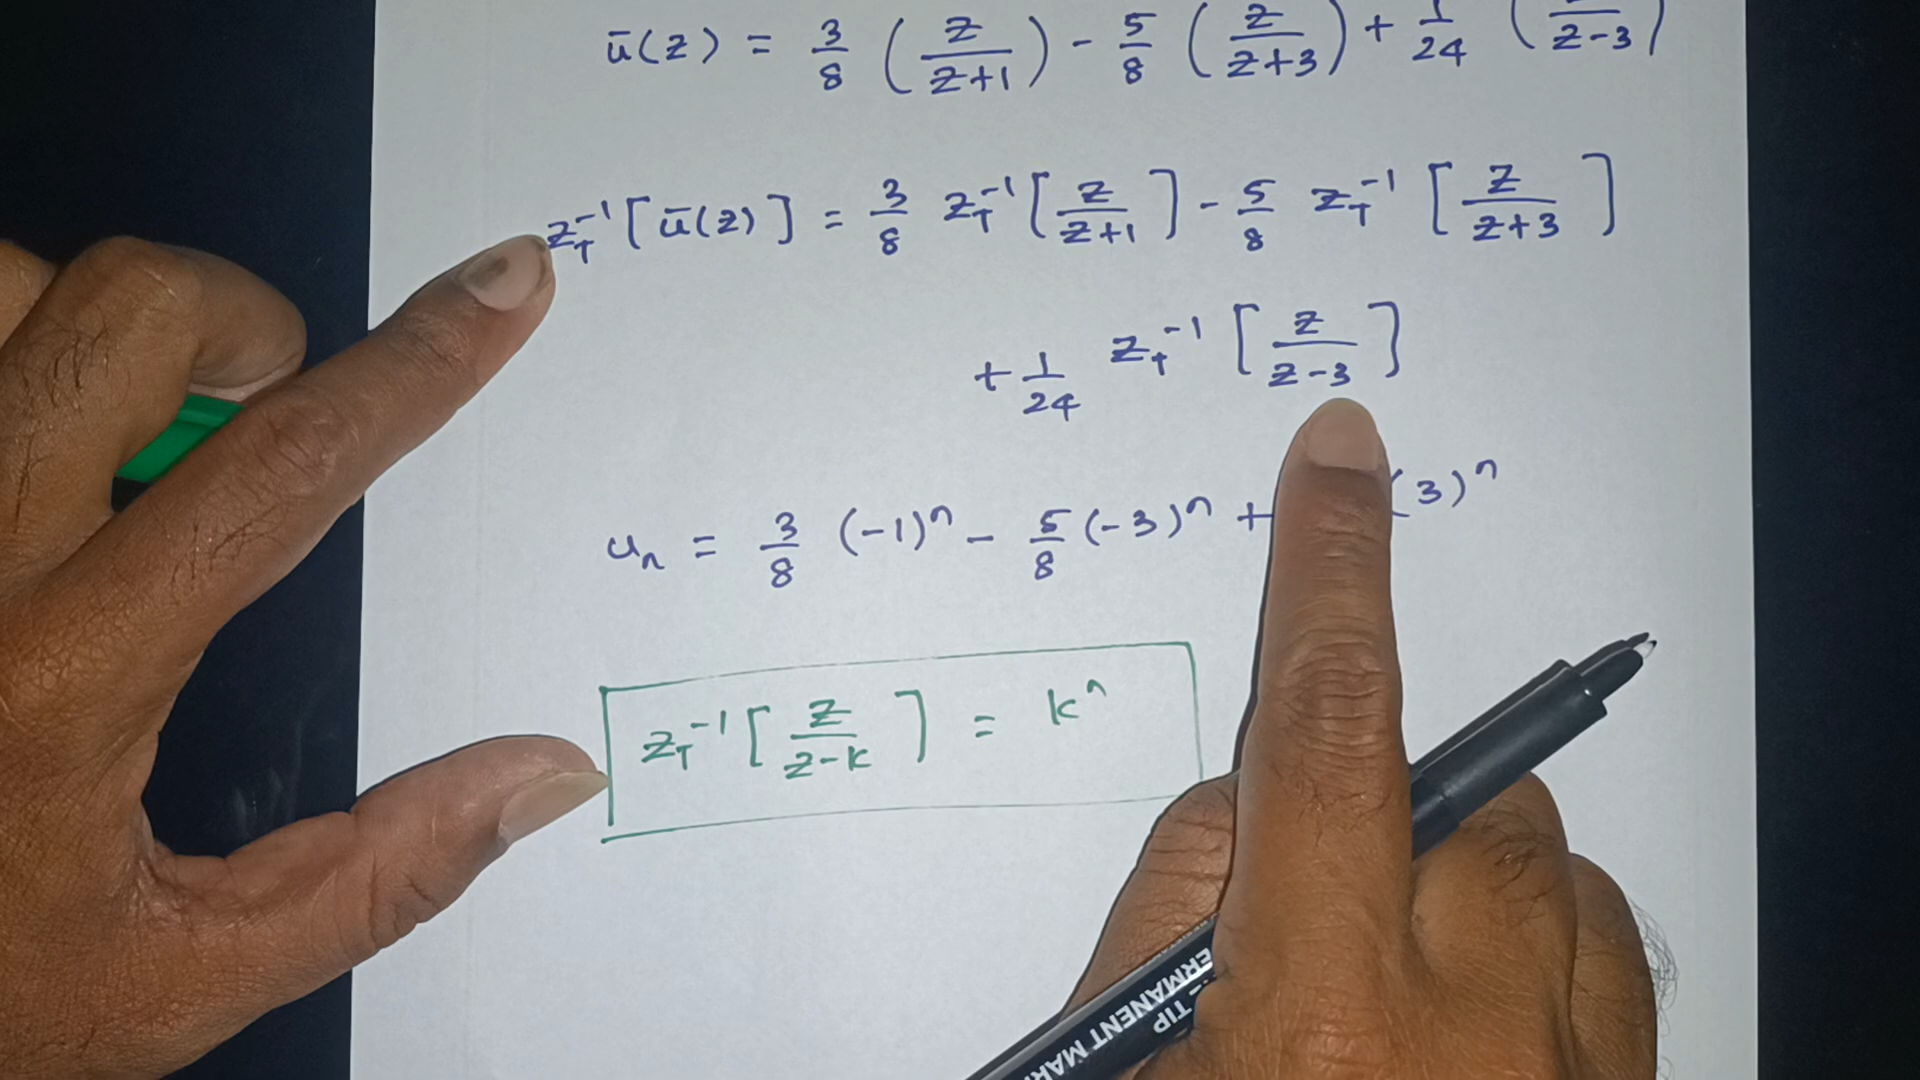 ū(z) = 3/8 (z/z+1) - 5/8 (z/z+3) + 1/24 (z/z-3)
z_T^-1 [ū(z)] = 3/8 z_T^-1 [z/z+1] - 5/8 z_T^-1 [z/z+3]
+ 1/24 z_T^-1 [z/z-3]
u_n = 3/8 (-1)^n - 5/8 (-3)^n + (3)^n
z_T^-1 [z/z-k] = k^n
ERMANENT MAR
TIP